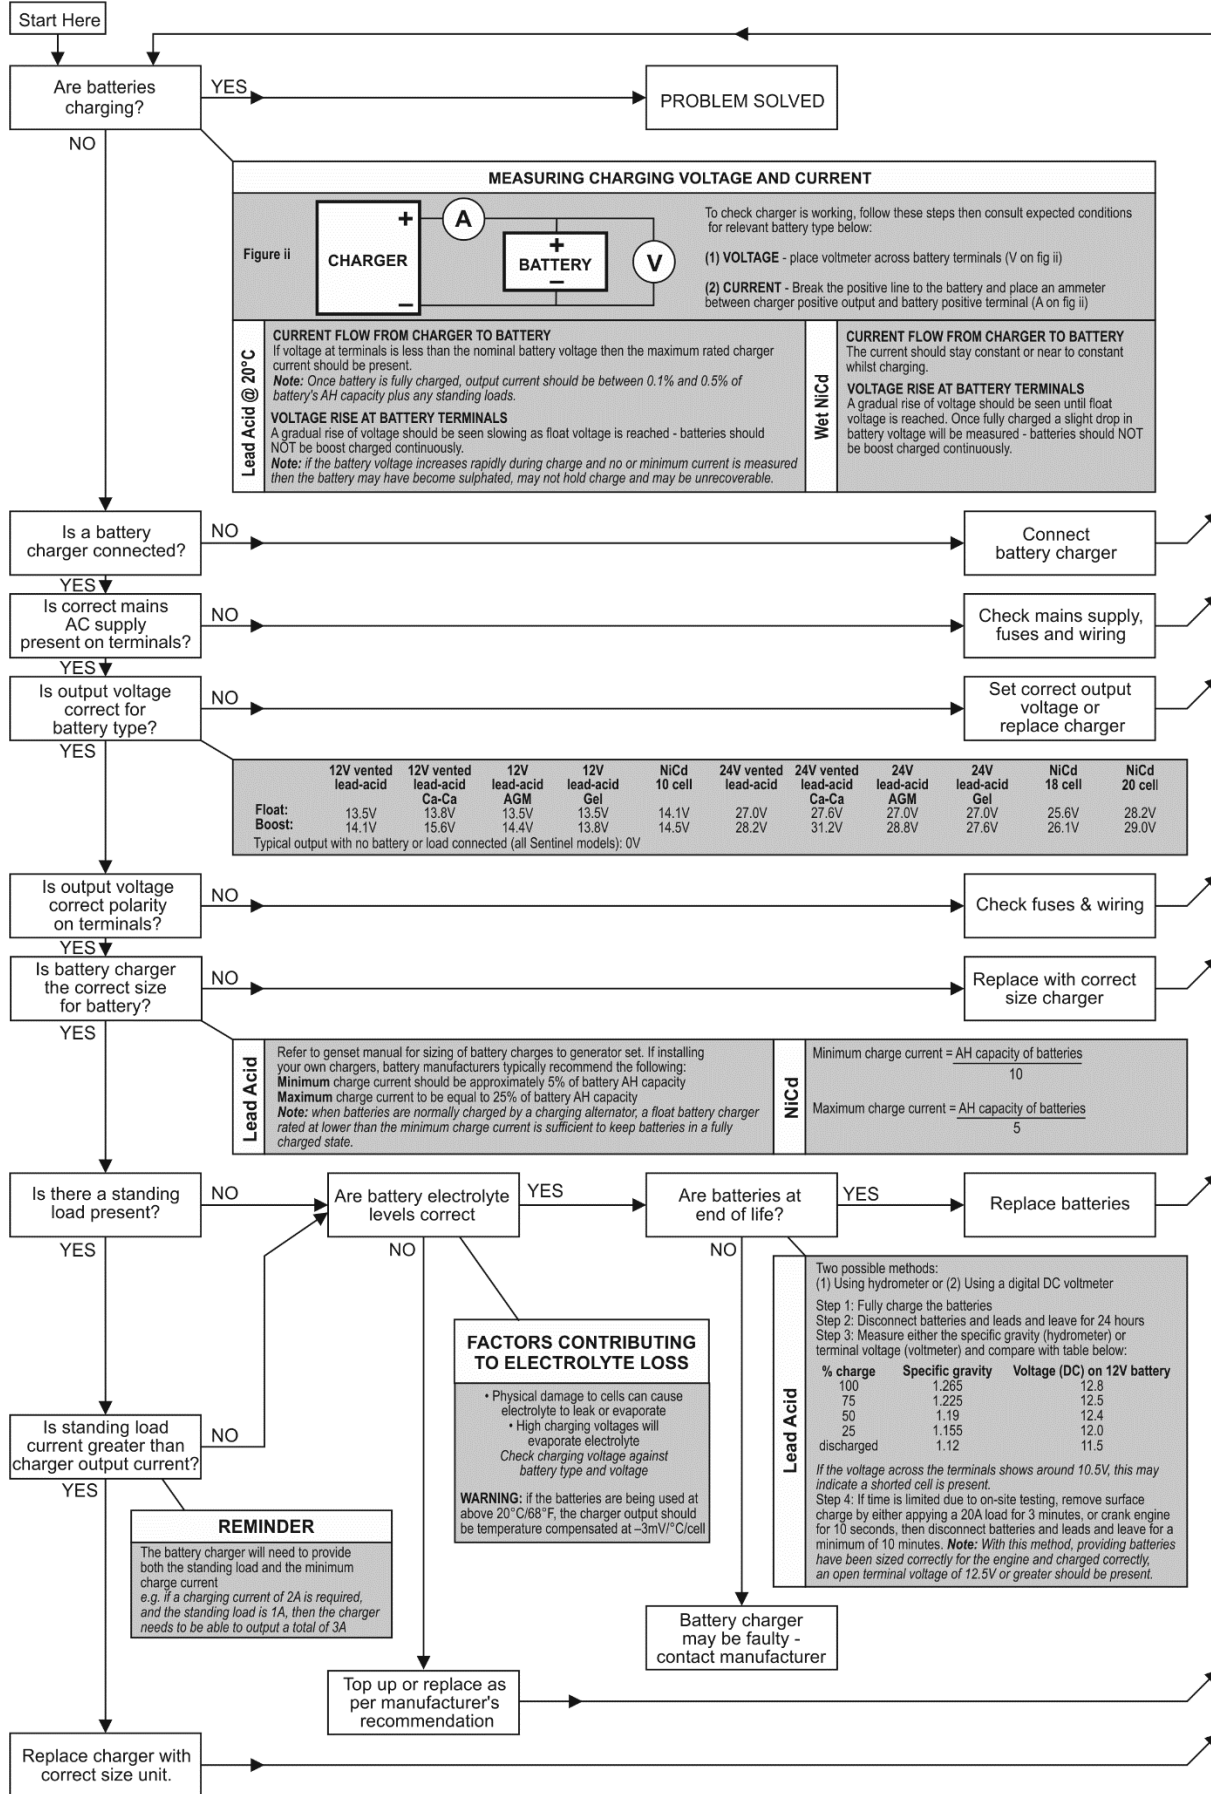 Start Here
Are batteries
charging?
YES
PROBLEM SOLVED
NO
MEASURING CHARGING VOLTAGE AND CURRENT
Figure ii
CHARGER
+
−
A
+
BATTERY
−
V
To check charger is working, follow these steps then consult expected conditions
for relevant battery type below:
(1) VOLTAGE - place voltmeter across battery terminals (V on fig ii)
(2) CURRENT - Break the positive line to the battery and place an ammeter
between charger positive output and battery positive terminal (A on fig ii)
Lead Acid @ 20°C
CURRENT FLOW FROM CHARGER TO BATTERY
If voltage at terminals is less than the nominal battery voltage then the maximum rated charger
current should be present.
Note: Once battery is fully charged, output current should be between 0.1% and 0.5% of
battery's AH capacity plus any standing loads.
VOLTAGE RISE AT BATTERY TERMINALS
A gradual rise of voltage should be seen slowing as float voltage is reached - batteries should
NOT be boost charged continuously.
Note: if the battery voltage increases rapidly during charge and no or minimum current is measured
then the battery may have become sulphated, may not hold charge and may be unrecoverable.
Wet NiCd
CURRENT FLOW FROM CHARGER TO BATTERY
The current should stay constant or near to constant
whilst charging.
VOLTAGE RISE AT BATTERY TERMINALS
A gradual rise of voltage should be seen until float
voltage is reached. Once fully charged a slight drop in
battery voltage will be measured - batteries should NOT
be boost charged continuously.
Is a battery
charger connected?
NO
Connect
battery charger
YES
Is correct mains
AC supply
present on terminals?
NO
Check mains supply,
fuses and wiring
YES
Is output voltage
correct for
battery type?
NO
Set correct output
voltage or
replace charger
YES
12V vented 12V vented 12V 12V NiCd 24V vented 24V vented 24V 24V NiCd NiCd
lead-acid lead-acid lead-acid lead-acid 10 cell lead-acid lead-acid lead-acid lead-acid 18 cell 20 cell
Ca-Ca AGM Gel Ca-Ca AGM Gel
Float: 13.5V 13.8V 13.5V 13.5V 14.1V 27.0V 27.6V 27.0V 27.0V 25.6V 28.2V
Boost: 14.1V 15.6V 14.4V 13.8V 14.5V 28.2V 31.2V 28.8V 27.6V 26.1V 29.0V
Typical output with no battery or load connected (all Sentinel models): 0V
Is output voltage
correct polarity
on terminals?
NO
Check fuses & wiring
YES
Is battery charger
the correct size
for battery?
NO
Replace with correct
size charger
YES
Lead Acid
Refer to genset manual for sizing of battery charges to generator set. If installing
your own chargers, battery manufacturers typically recommend the following:
Minimum charge current should be approximately 5% of battery AH capacity
Maximum charge current to be equal to 25% of battery AH capacity
Note: when batteries are normally charged by a charging alternator, a float battery charger
rated at lower than the minimum charge current is sufficient to keep batteries in a fully
charged state.
NiCd
Minimum charge current = AH capacity of batteries
10
Maximum charge current = AH capacity of batteries
5
Is there a standing
load present?
NO
Are battery electrolyte
levels correct
YES
Are batteries at
end of life?
YES
Replace batteries
YES
NO
NO
Lead Acid
Two possible methods:
(1) Using hydrometer or (2) Using a digital DC voltmeter
Step 1: Fully charge the batteries
Step 2: Disconnect batteries and leads and leave for 24 hours
Step 3: Measure either the specific gravity (hydrometer) or
terminal voltage (voltmeter) and compare with table below:
% charge Specific gravity Voltage (DC) on 12V battery
100 1.265 12.8
75 1.225 12.5
50 1.19 12.4
25 1.155 12.0
discharged 1.12 11.5
If the voltage across the terminals shows around 10.5V, this may
indicate a shorted cell is present.
Step 4: If time is limited due to on-site testing, remove surface
charge by either appying a 20A load for 3 minutes, or crank engine
for 10 seconds, then disconnect batteries and leads and leave for a
minimum of 10 minutes. Note: With this method, providing batteries
have been sized correctly for the engine and charged correctly,
an open terminal voltage of 12.5V or greater should be present.
FACTORS CONTRIBUTING
TO ELECTROLYTE LOSS
• Physical damage to cells can cause
electrolyte to leak or evaporate
• High charging voltages will
evaporate electrolyte
Check charging voltage against
battery type and voltage
WARNING: if the batteries are being used at
above 20°C/68°F, the charger output should
be temperature compensated at –3mV/°C/cell
Is standing load
current greater than
charger output current?
NO
YES
REMINDER
The battery charger will need to provide
both the standing load and the minimum
charge current
e.g. if a charging current of 2A is required,
and the standing load is 1A, then the charger
needs to be able to output a total of 3A
Battery charger
may be faulty -
contact manufacturer
Top up or replace as
per manufacturer's
recommendation
Replace charger with
correct size unit.